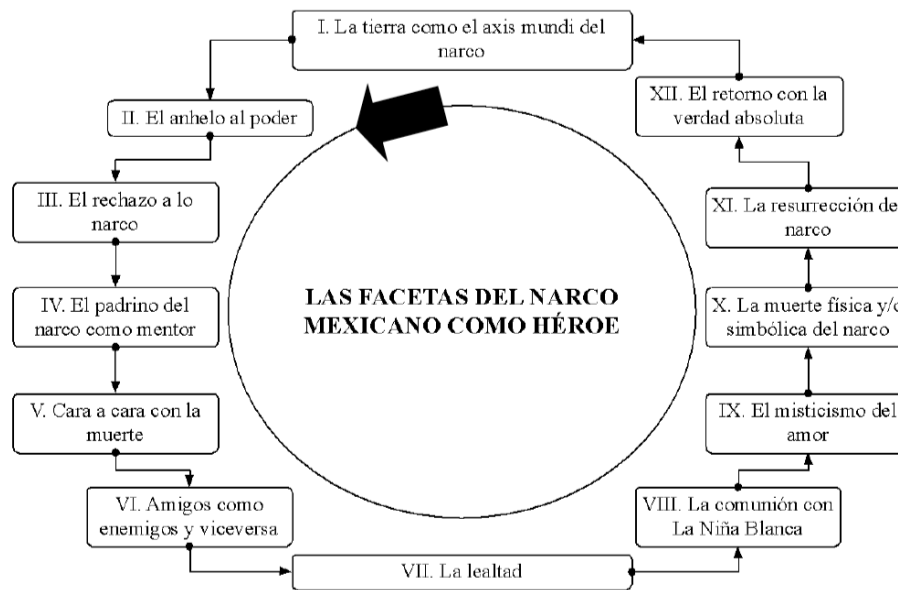 I. La tierra como el axis mundi del
narco
II. El anhelo al poder
III. El rechazo a lo
narco
IV. El padrino del
narco como mentor
V. Cara a cara con la
muerte
VI. Amigos como
enemigos y viceversa
VII. La lealtad
VIII. La comunión con
La Niña Blanca
IX. El misticismo del
amor
X. La muerte física y/o
simbólica del narco
XI. La resurrección del
narco
XII. El retorno con la
verdad absoluta
LAS FACETAS DEL NARCO
MEXICANO COMO HÉROE